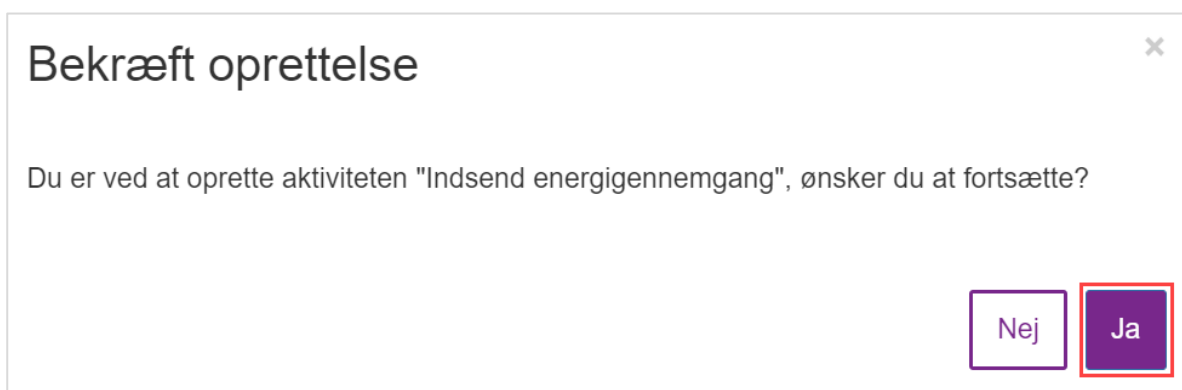 Bekræft oprettelse
×
Du er ved at oprette aktiviteten "Indsend energigennemgang", ønsker du at fortsætte?
Nej
Ja